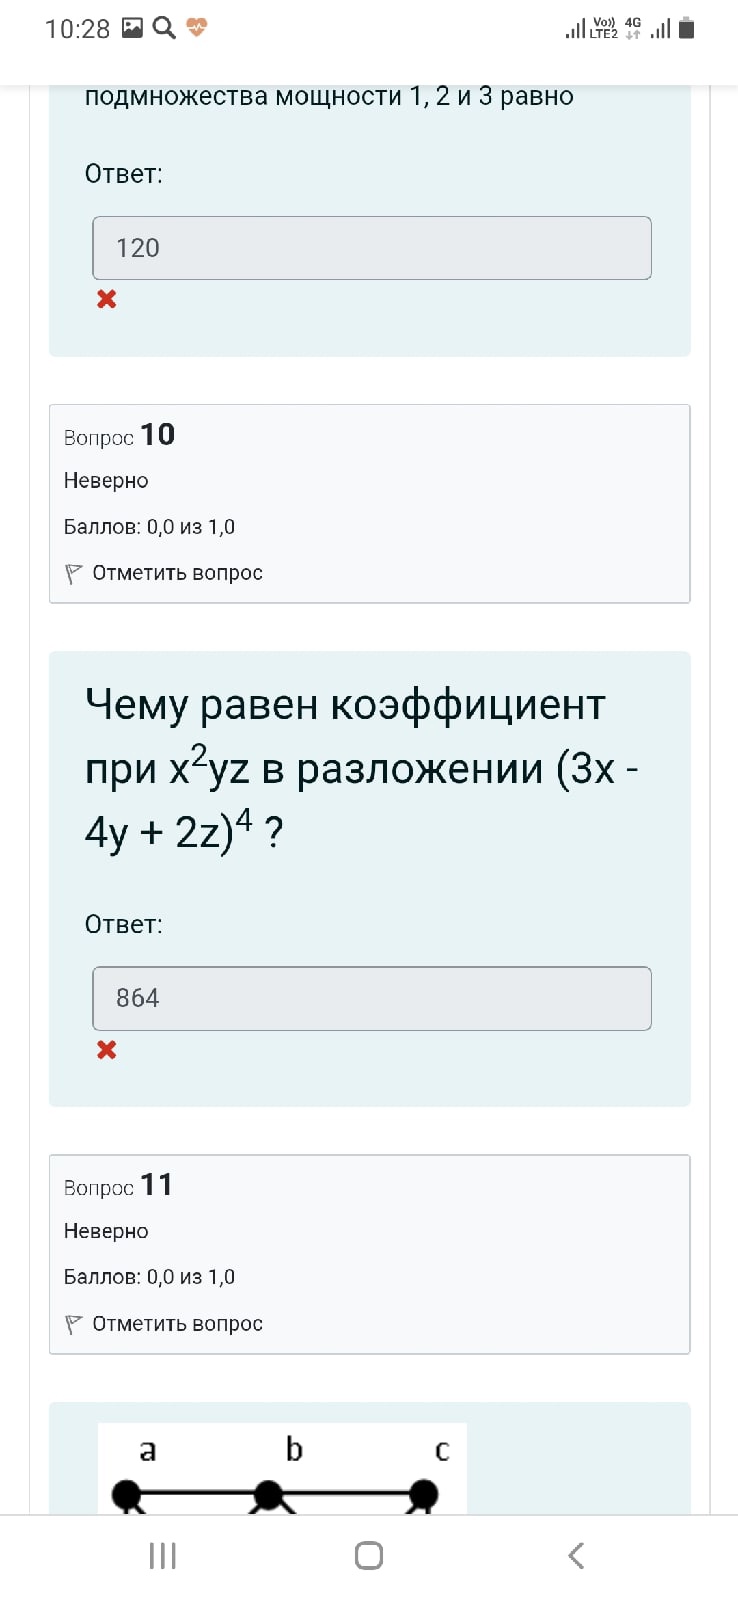 10:28
Vo)) 4G
LTE2
подмножества мощности 1, 2 и 3 равно
Ответ:
120
Вопрос 10
Неверно
Баллов: 0,0 из 1,0
Отметить вопрос
Чему равен коэффициент
при x²yz в разложении (3x -
4y + 2z)⁴ ?
Ответ:
864
Вопрос 11
Неверно
Баллов: 0,0 из 1,0
Отметить вопрос
a b c